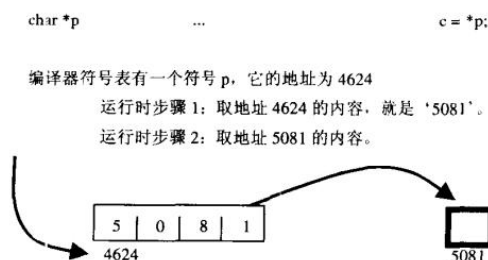 char *p ... c = *p;
编译器符号表有一个符号 p，它的地址为 4624
运行时步骤 1：取地址 4624 的内容，就是‘5081’。
运行时步骤 2：取地址 5081 的内容。
5 0 8 1
4624 5081